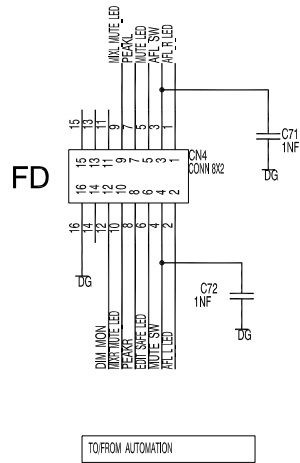 MIXL MUTE LED
PEAKL
MUTE LED
AFL SW
AFL R LED
15
13
11
9
7
5
3
1
15
13
11
9
7
5
3
1
CN4
CONN 8X2
16
14
12
10
8
6
4
2
FD
16
14
12
10
8
6
4
2
C71
1NF
DG
DG
C72
1NF
DG
DIM MON
MIXR MUTE LED
PEAKR
EDIT SAFE LED
MUTE SW
AFL L LED
TO/FROM AUTOMATION